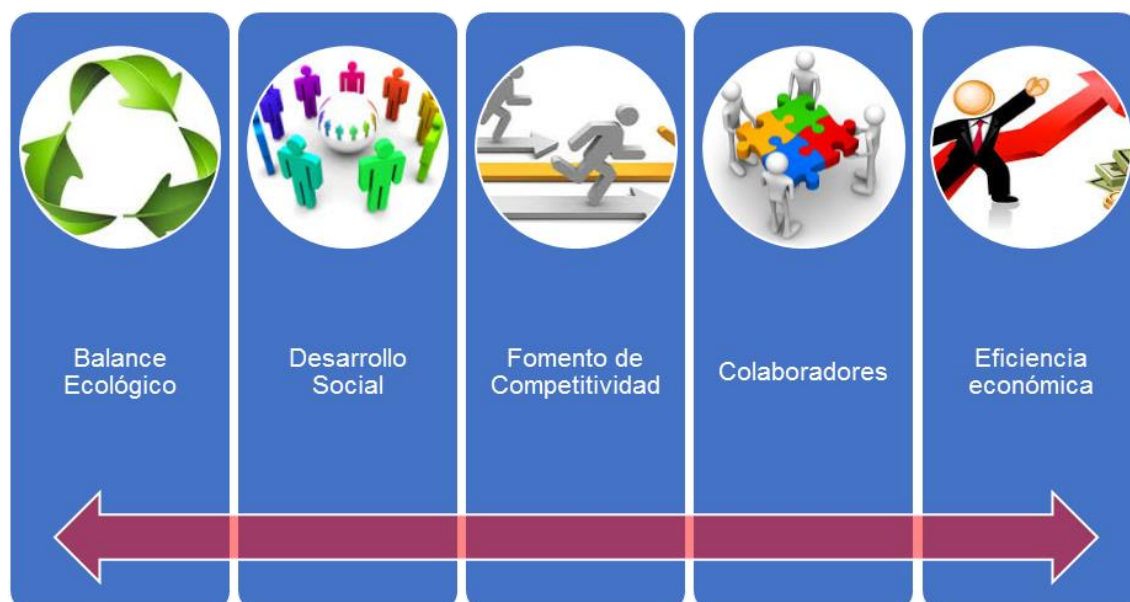 Balance
Ecológico
Desarrollo
Social
Fomento de
Competitividad
Colaboradores
Eficiencia
económica